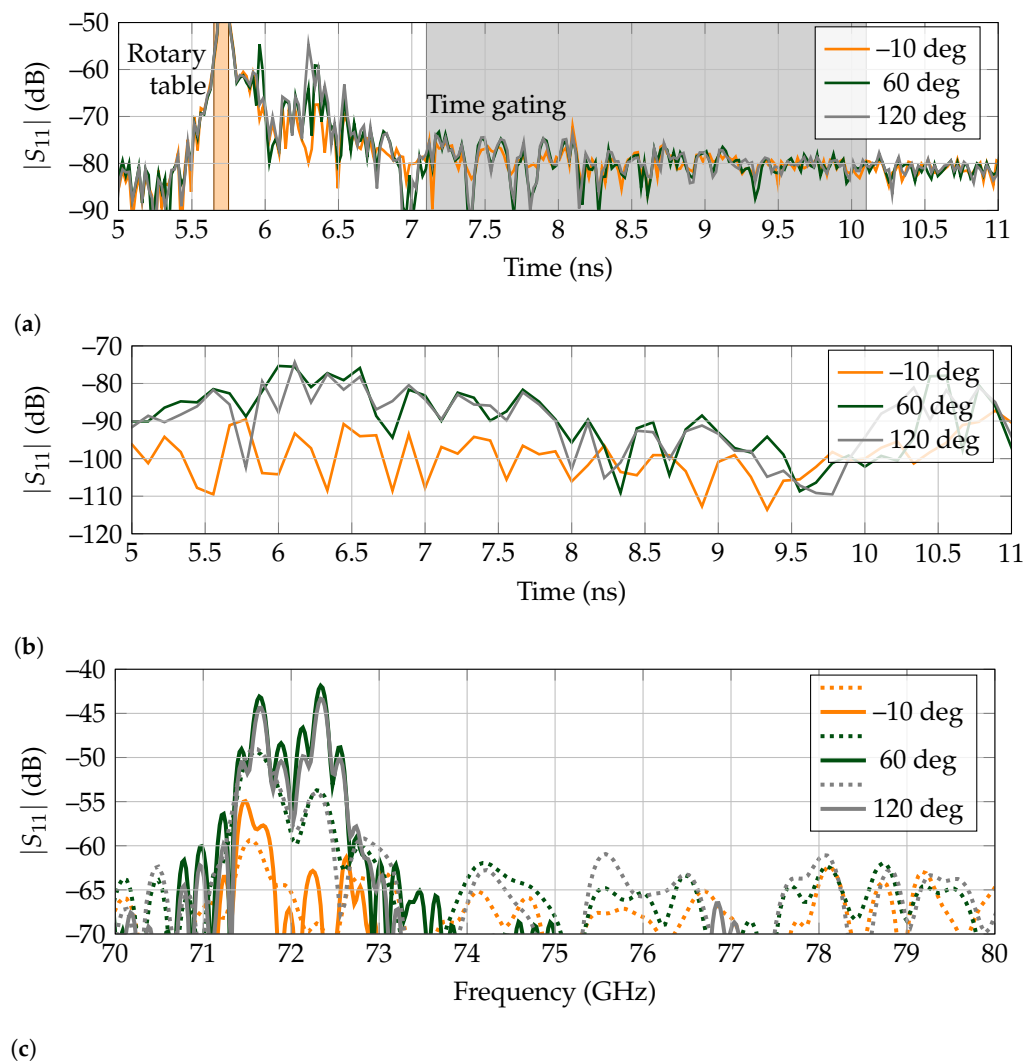 −50
−60
−70
−80
−90
|S11| (dB)
Rotary
table
Time gating
–10 deg
60 deg
120 deg
5 5.5 6 6.5 7 7.5 8 8.5 9 9.5 10 10.5 11
Time (ns)
(a)
−70
−80
−90
−100
−110
−120
|S11| (dB)
–10 deg
60 deg
120 deg
5 5.5 6 6.5 7 7.5 8 8.5 9 9.5 10 10.5 11
Time (ns)
(b)
−40
−45
−50
−55
−60
−65
−70
|S11| (dB)
–10 deg
60 deg
120 deg
70 71 72 73 74 75 76 77 78 79 80
Frequency (GHz)
(c)